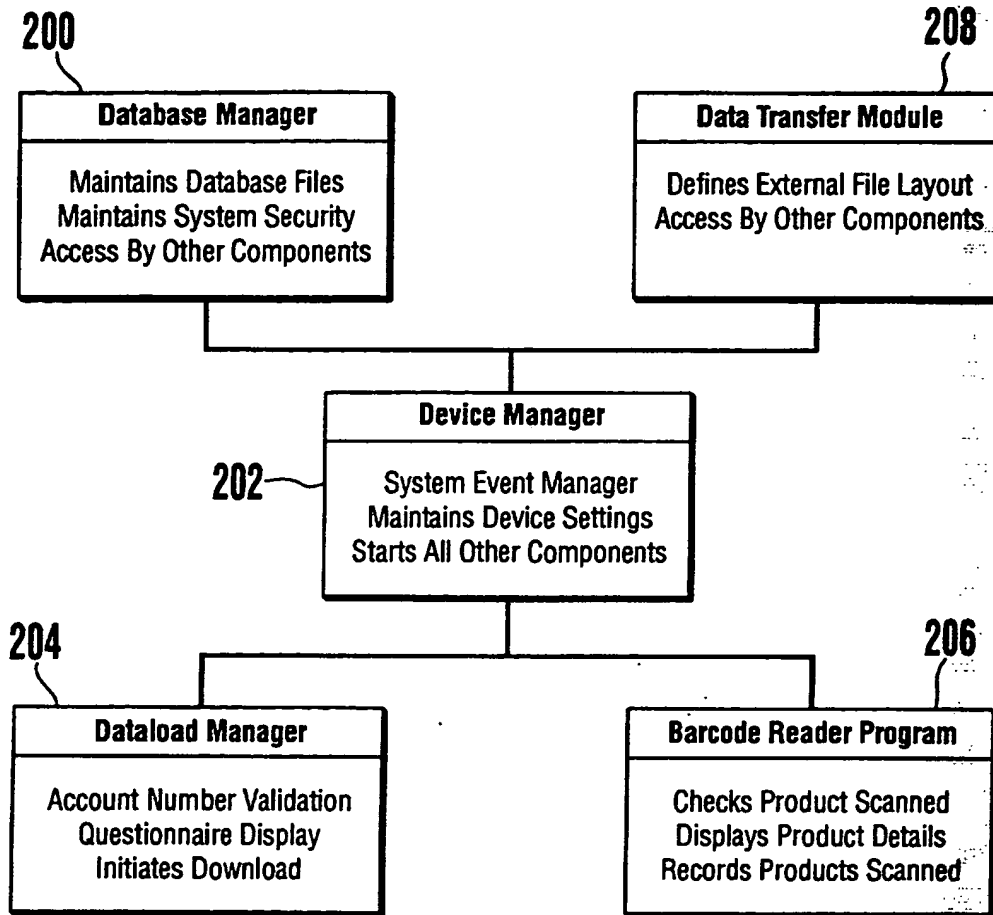 200
208
Database Manager
Maintains Database Files
Maintains System Security
Access By Other Components
Data Transfer Module
Defines External File Layout
Access By Other Components
Device Manager
202
System Event Manager
Maintains Device Settings
Starts All Other Components
204
206
Dataload Manager
Account Number Validation
Questionnaire Display
Initiates Download
Barcode Reader Program
Checks Product Scanned
Displays Product Details
Records Products Scanned